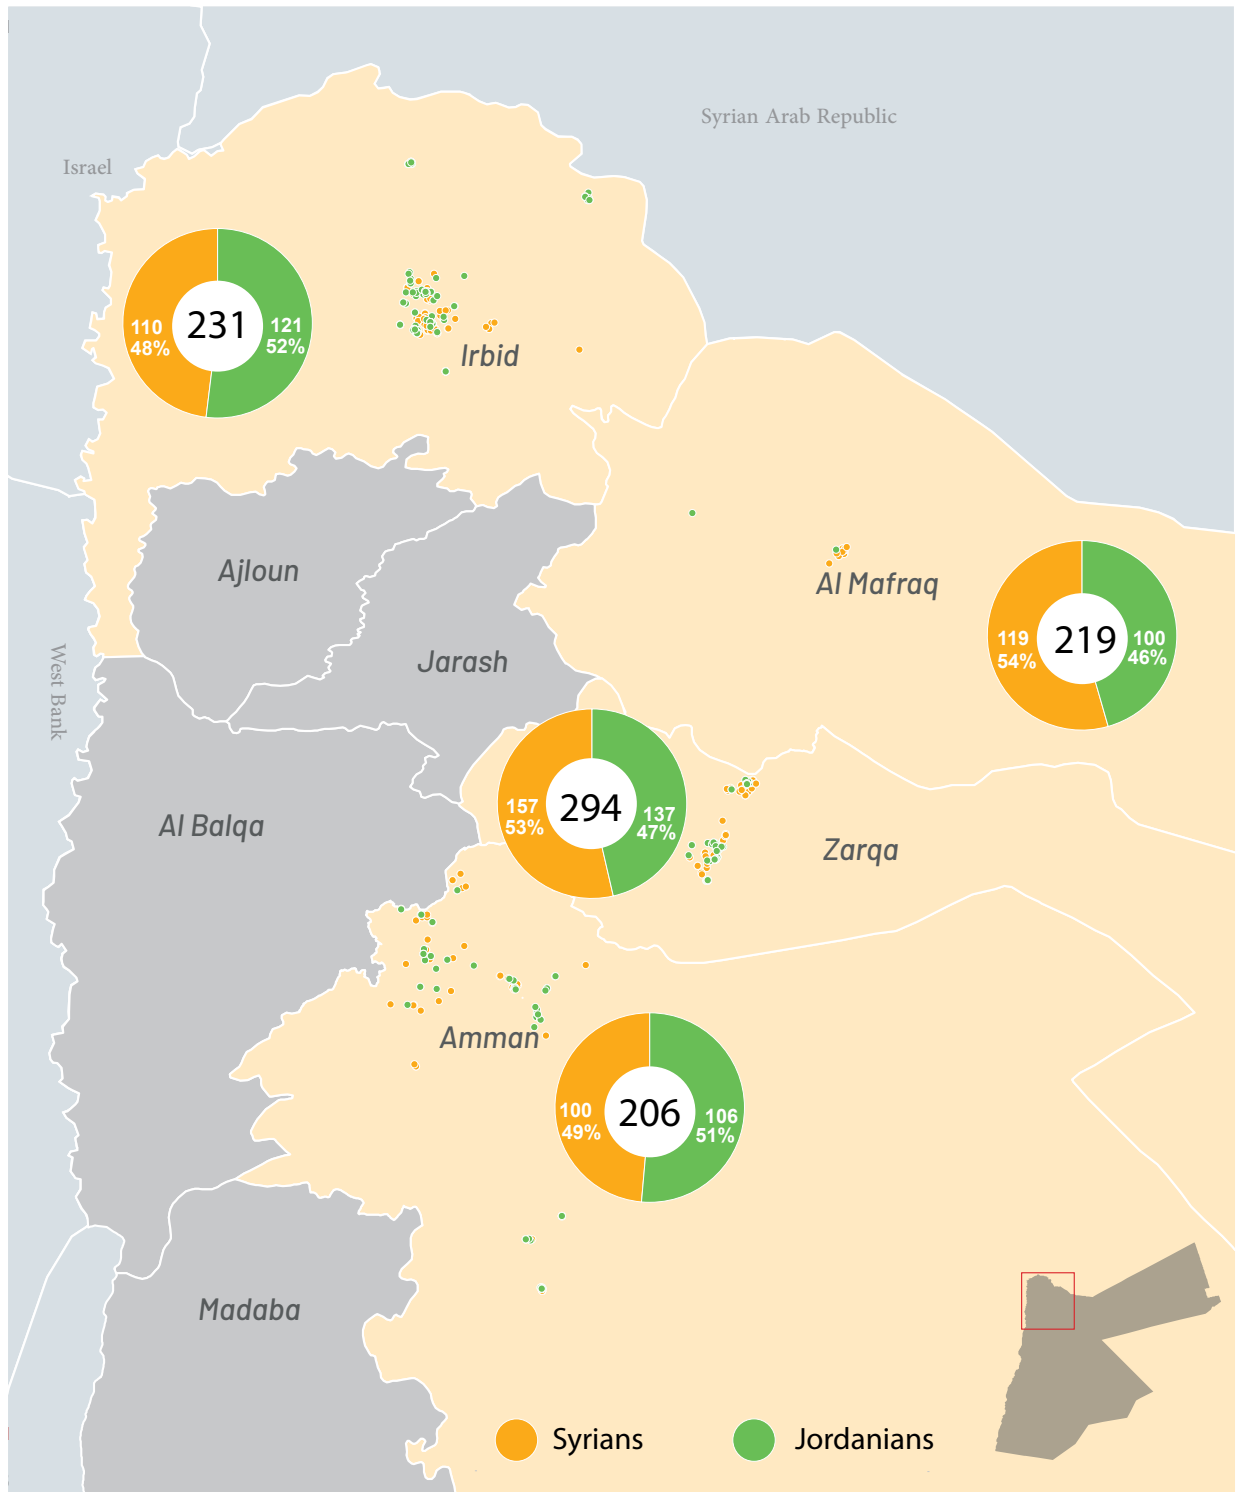 Syrian Arab Republic
Israel
110
48%
231
121
52%
Irbid
Ajloun
Al Mafraq
119
54%
219
100
46%
West Bank
Jarash
157
53%
294
137
47%
Al Balqa
Zarqa
Amman
100
49%
206
106
51%
Madaba
Syrians
Jordanians